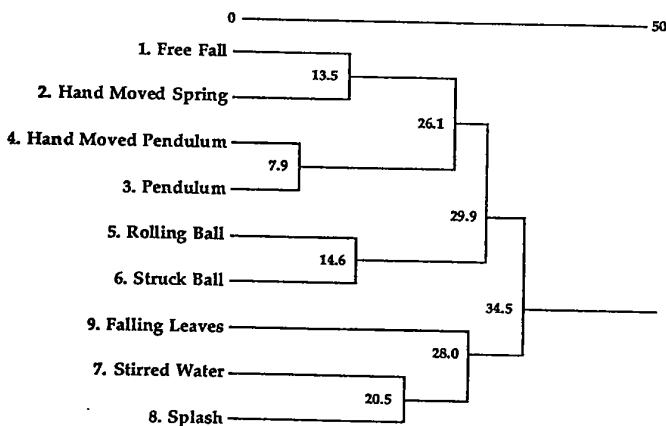 0 50
1. Free Fall
13.5
2. Hand Moved Spring
26.1
4. Hand Moved Pendulum
7.9
3. Pendulum
29.9
5. Rolling Ball
14.6
6. Struck Ball
34.5
9. Falling Leaves
28.0
7. Stirred Water
20.5
8. Splash